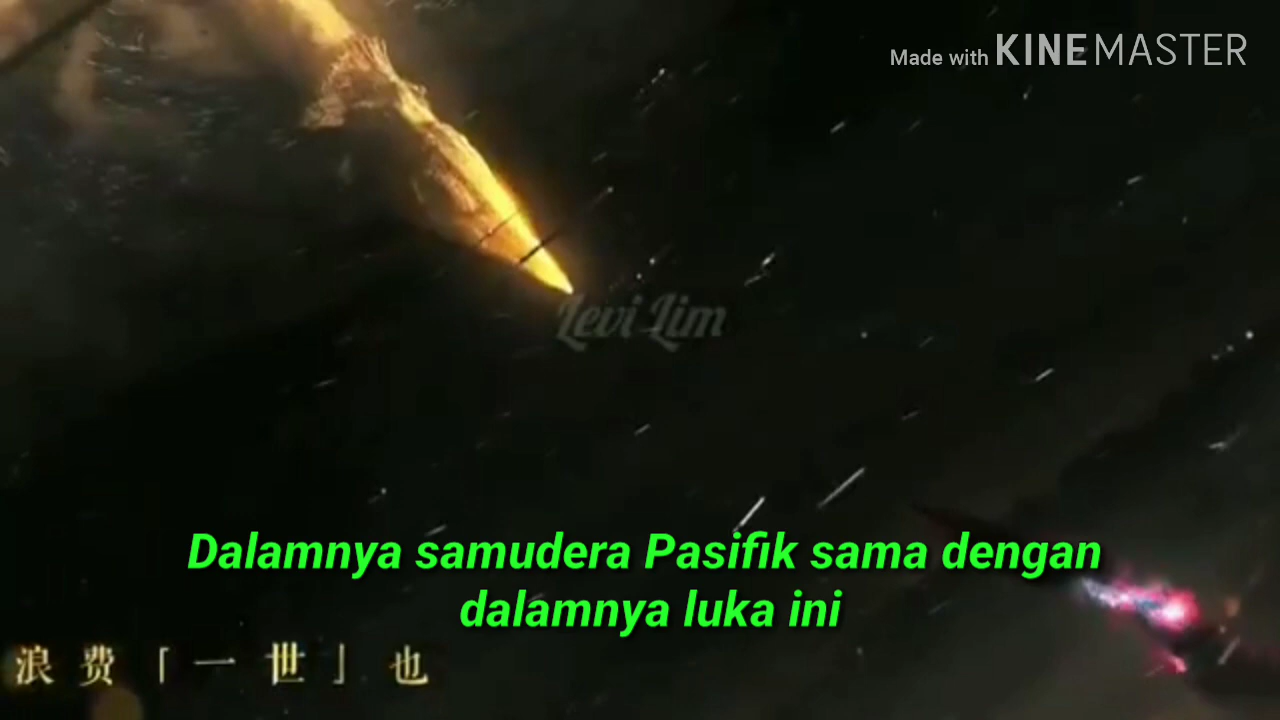 Made with KINEMASTER
Levi Lim
Dalamnya samudera Pasifik sama dengan
dalamnya luka ini
浪费「一世」也